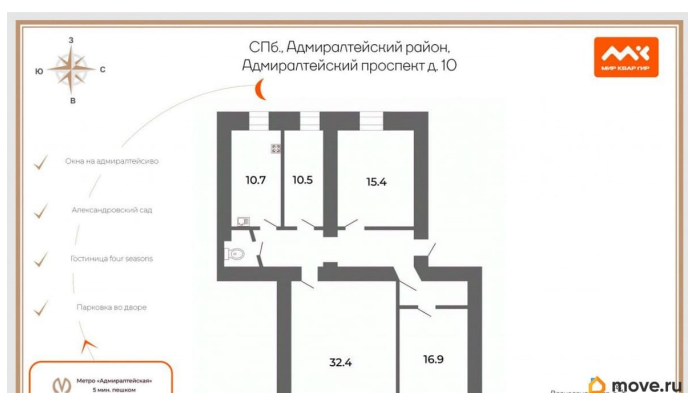 СПб., Адмиралтейский район,
Адмиралтейский проспект д. 10
МИР КВАРТИР
З
Ю
С
В
Окна на адмиралтейсиво
Александровский сад
Гостиница four seasons
Парковка во дворе
10.7
10.5
15.4
32.4
16.9
Метро «Адмиралтейская»
5 мин. пешком
move.ru